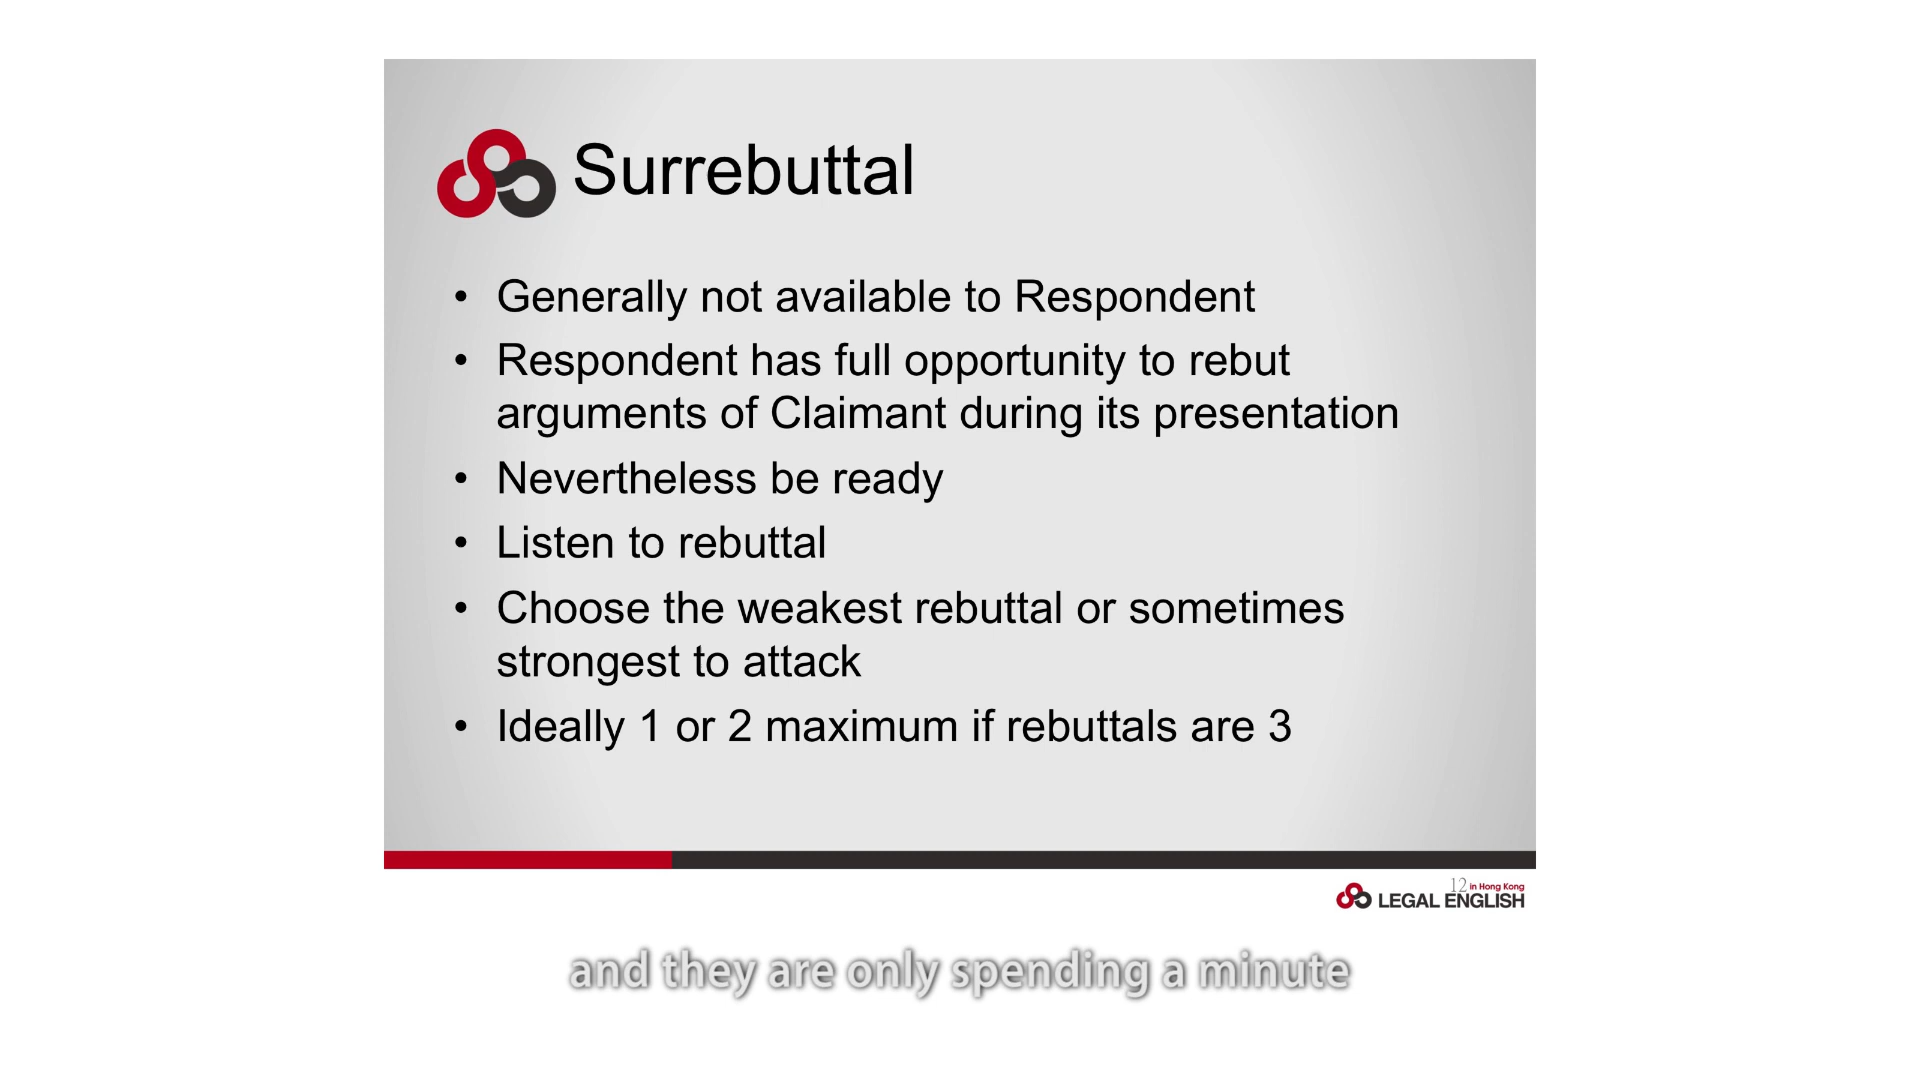 Surrebuttal
• Generally not available to Respondent
• Respondent has full opportunity to rebut
arguments of Claimant during its presentation
• Nevertheless be ready
• Listen to rebuttal
• Choose the weakest rebuttal or sometimes
strongest to attack
• Ideally 1 or 2 maximum if rebuttals are 3
12
in Hong Kong
LEGAL ENGLISH
and they are only spending a minute